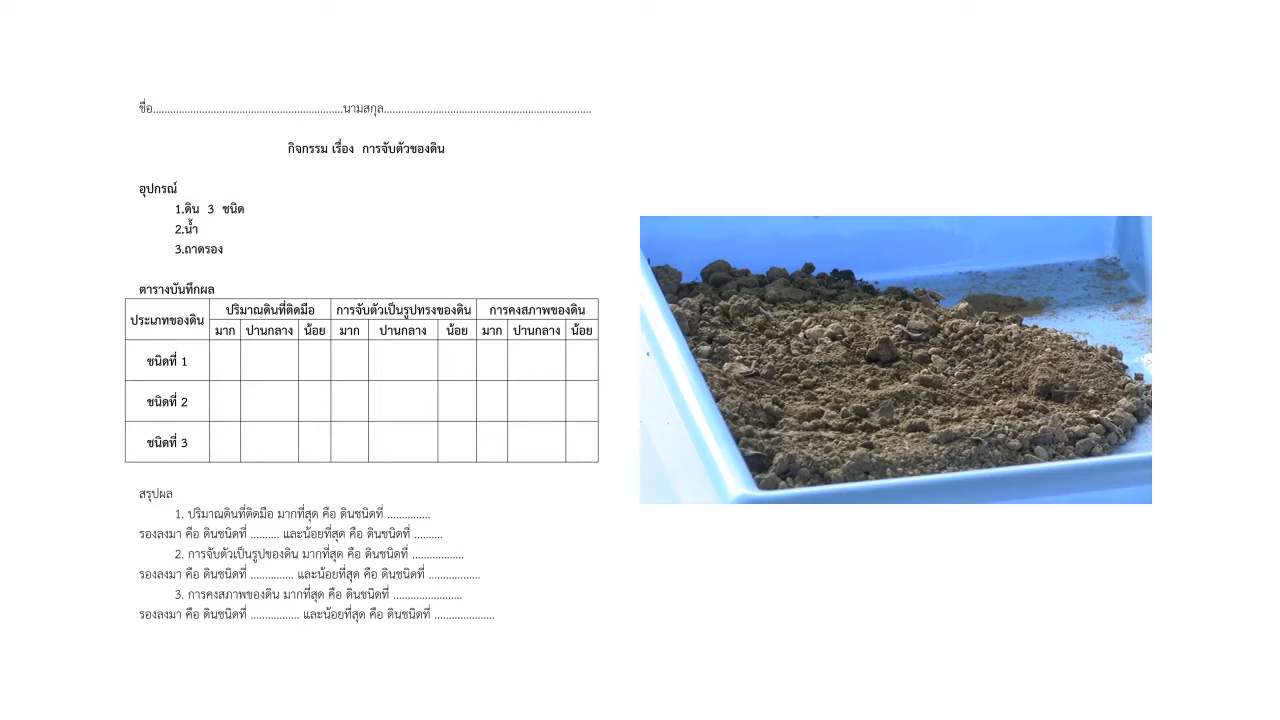 ชื่อ.................................................................นามสกุล.......................................................................
กิจกรรม เรื่อง การจับตัวของดิน
อุปกรณ์
1.ดิน 3 ชนิด
2.น้ำ
3.ถาดรอง
ตารางบันทึกผล
ประเภทของดิน ปริมาณดินที่ติดมือ การจับตัวเป็นรูปทรงของดิน การคงสภาพของดิน
มาก ปานกลาง น้อย มาก ปานกลาง น้อย มาก ปานกลาง น้อย
ชนิดที่ 1
ชนิดที่ 2
ชนิดที่ 3
สรุปผล
1. ปริมาณดินที่ติดมือ มากที่สุด คือ ดินชนิดที่ ...............
รองลงมา คือ ดินชนิดที่ .......... และน้อยที่สุด คือ ดินชนิดที่ ..........
2. การจับตัวเป็นรูปของดิน มากที่สุด คือ ดินชนิดที่ ..................
รองลงมา คือ ดินชนิดที่ ............... และน้อยที่สุด คือ ดินชนิดที่ ..................
3. การคงสภาพของดิน มากที่สุด คือ ดินชนิดที่ ........................
รองลงมา คือ ดินชนิดที่ ................. และน้อยที่สุด คือ ดินชนิดที่ .....................